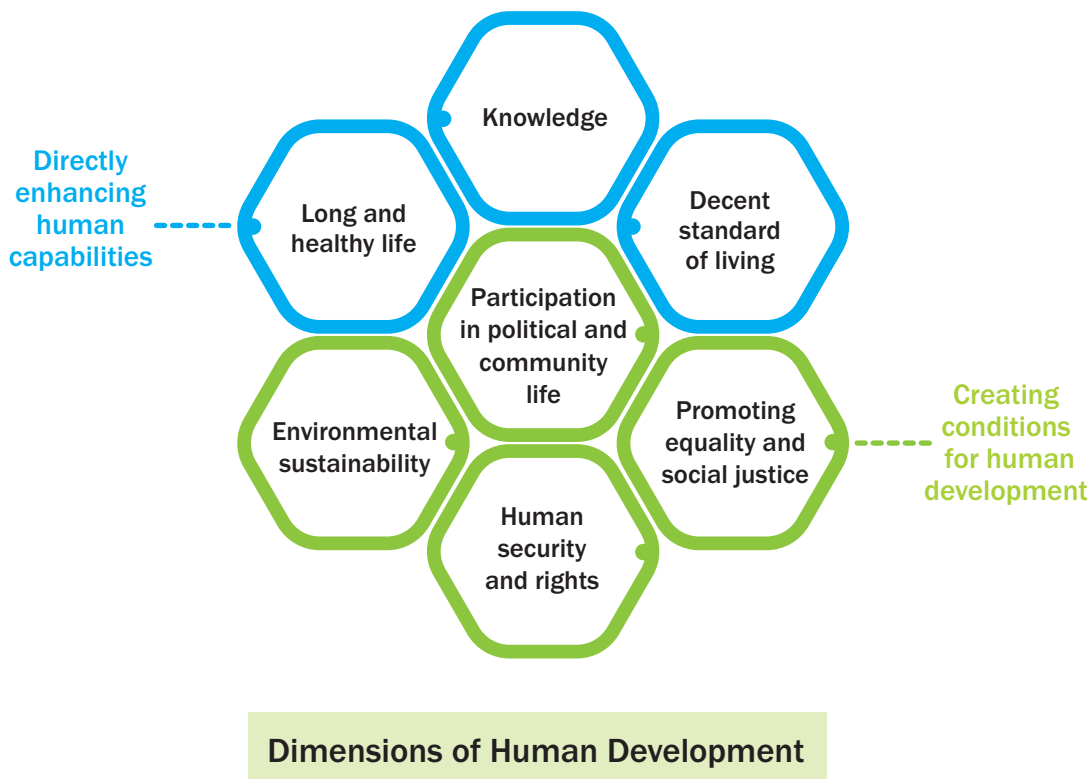 Knowledge
Directly
enhancing
human
capabilities
Long and
healthy life
Decent
standard
of living
Participation
in political and
community
life
Environmental
sustainability
Promoting
equality and
social justice
Creating
conditions
for human
development
Human
security
and rights
Dimensions of Human Development